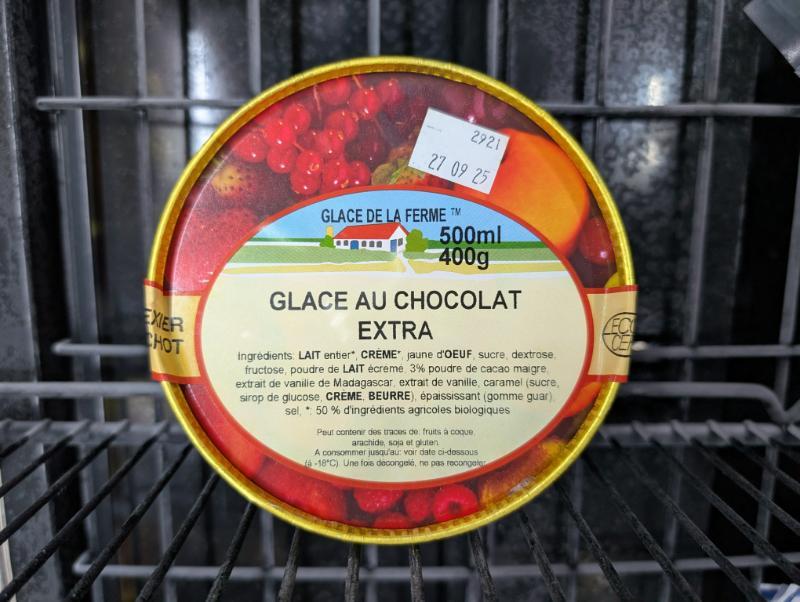 2921
27 09 25
GLACE DE LA FERME ™
500ml
400g
GLACE AU CHOCOLAT
EXTRA
Ingrédients: LAIT entier*, CRÈME*, jaune d'OEUF, sucre, dextrose,
fructose, poudre de LAIT écrémé, 3% poudre de cacao maigre,
extrait de vanille de Madagascar, extrait de vanille, caramel (sucre,
sirop de glucose, CRÈME, BEURRE), épaississant (gomme guar),
sel, *: 50 % d'ingrédients agricoles biologiques
Peut contenir des traces de: fruits à coque,
arachide, soja et gluten.
A consommer jusqu'au: voir date ci-dessous
(à -18°C). Une fois décongelé, ne pas recongeler